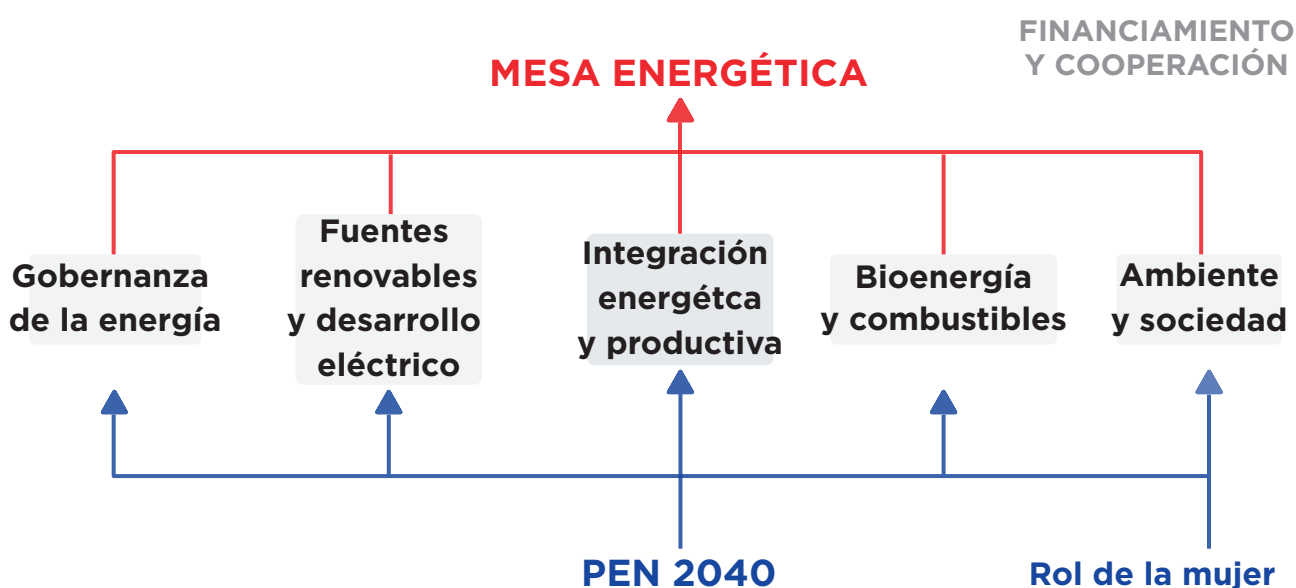 FINANCIAMIENTO
Y COOPERACIÓN
MESA ENERGÉTICA
Gobernanza
de la energía
Fuentes
renovables
y desarrollo
eléctrico
Integración
energétca
y productiva
Bioenergía
y combustibles
Ambiente
y sociedad
PEN 2040
Rol de la mujer